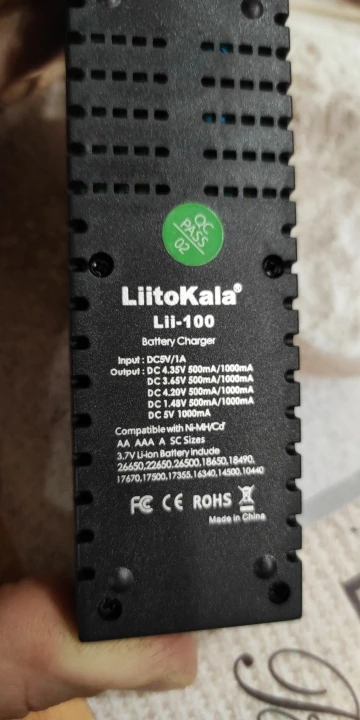 QC
PASS
02
LiitoKala®
Lii-100
Battery Charger
Input : DC5V/1A
Output : DC 4.35V 500mA/1000mA
DC 3.65V 500mA/1000mA
DC 4.20V 500mA/1000mA
DC 1.48V 500mA/1000mA
DC 5V 1000mA
Compatible with Ni-MH/Cd
AA AAA A SC Sizes
3.7V Li-ion Battery include
26650,22650,26500,18650,18490,
17670,17500,17355,16340,14500,10440
FC CE ROHS
Made in China